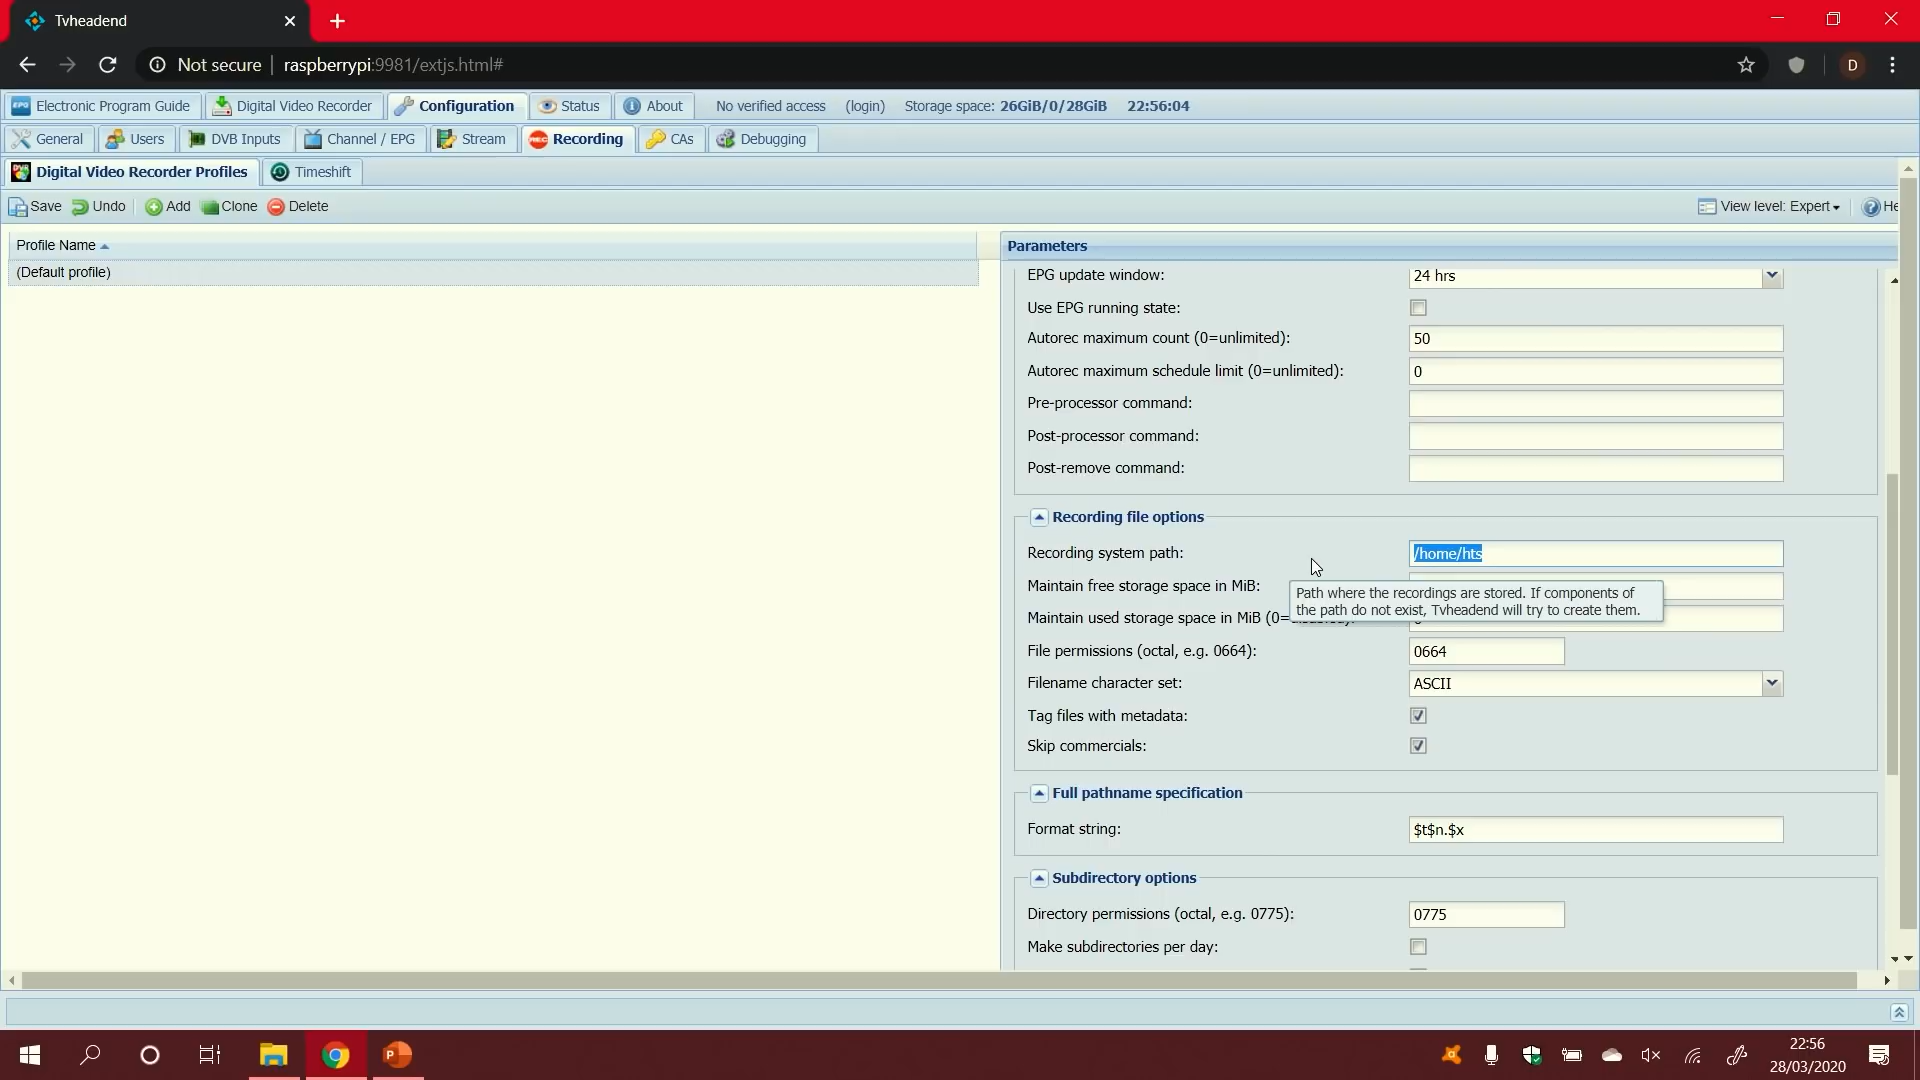 Tvheadend
Not secure raspberrypi:9981/extjs.html#
D
Electronic Program Guide Digital Video Recorder Configuration Status About No verified access (login) Storage space: 26GiB/0/28GiB 22:56:04
General Users DVB Inputs Channel / EPG Stream Recording CAs Debugging
Digital Video Recorder Profiles Timeshift
Save Undo Add Clone Delete View level: Expert He
Profile Name
(Default profile)
Parameters
EPG update window: 24 hrs
Use EPG running state:
Autorec maximum count (0=unlimited): 50
Autorec maximum schedule limit (0=unlimited): 0
Pre-processor command:
Post-processor command:
Post-remove command:
Recording file options
Recording system path: /home/hts
Maintain free storage space in MiB:
Path where the recordings are stored. If components of
the path do not exist, Tvheadend will try to create them.
Maintain used storage space in MiB (0=
File permissions (octal, e.g. 0664): 0664
Filename character set: ASCII
Tag files with metadata:
Skip commercials:
Full pathname specification
Format string: $t$n.$x
Subdirectory options
Directory permissions (octal, e.g. 0775): 0775
Make subdirectories per day:
22:56
28/03/2020